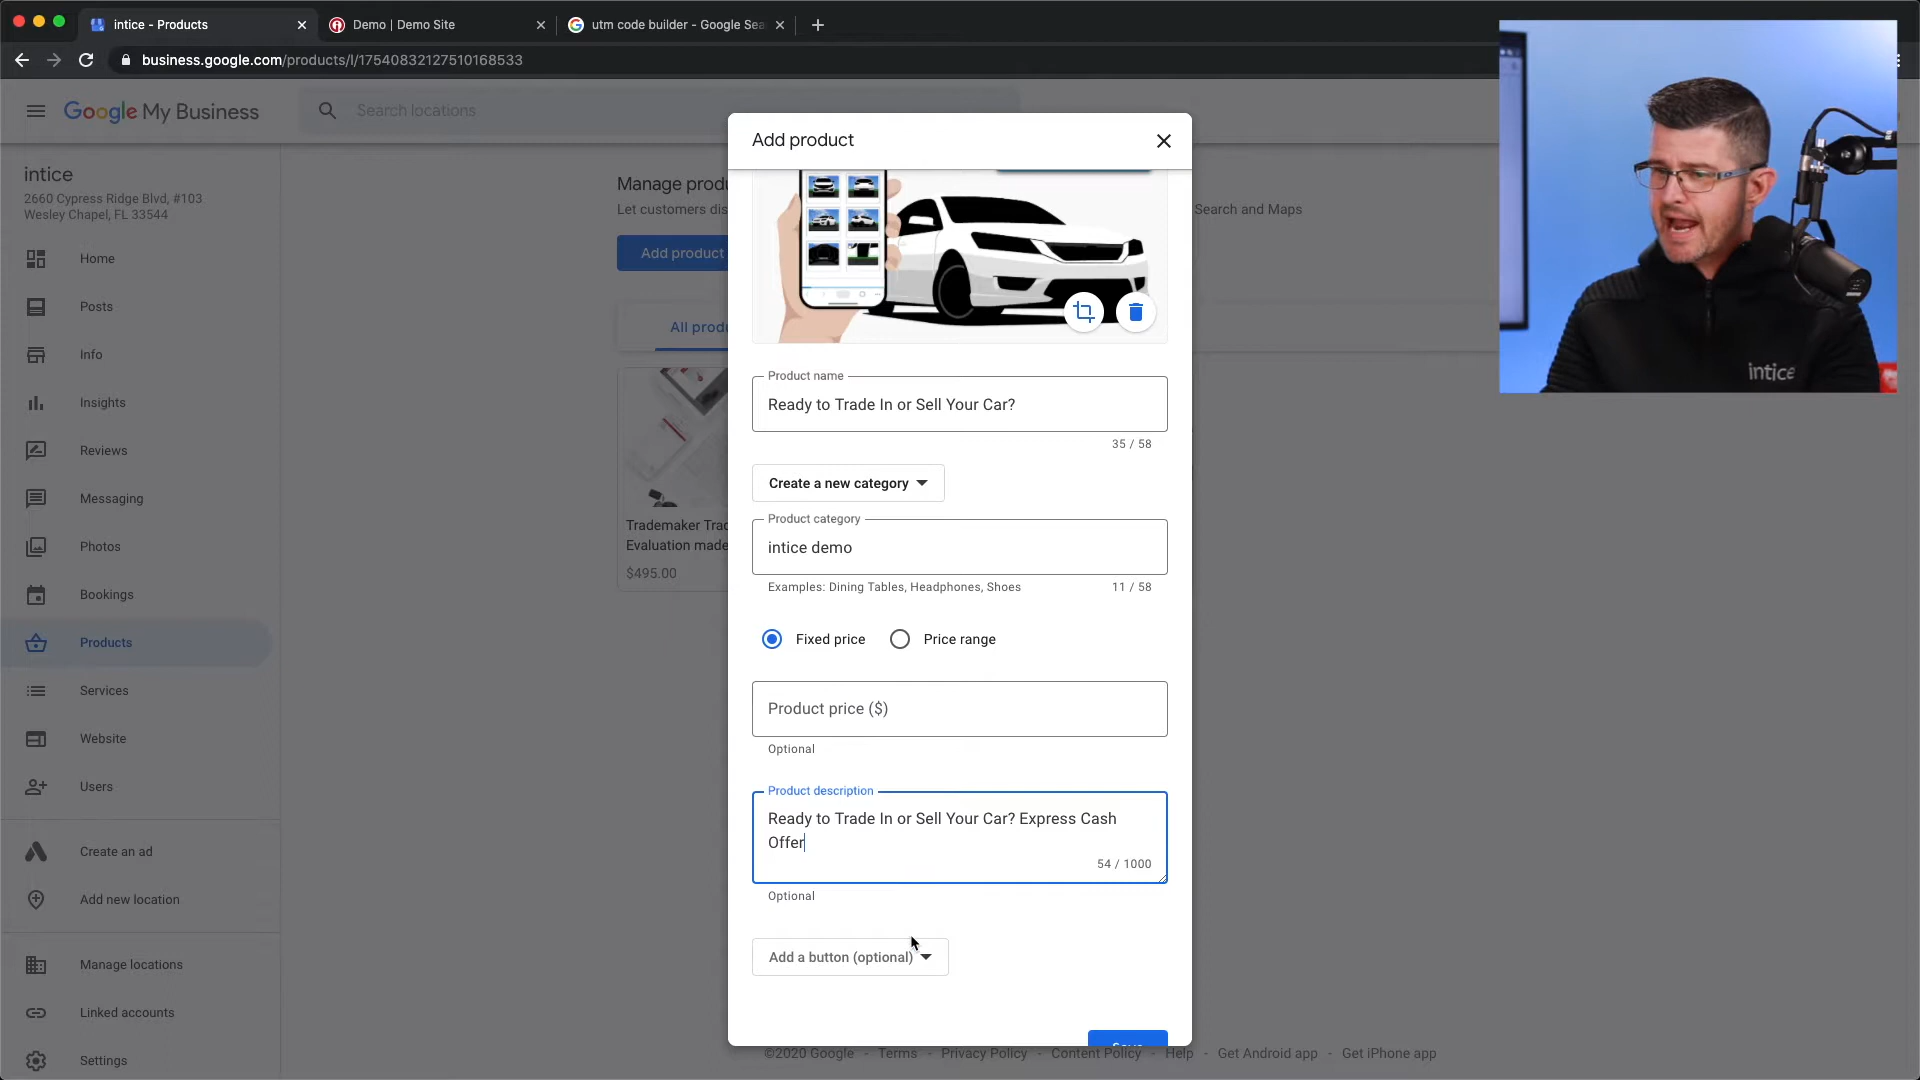 intice - Products
Demo | Demo Site
utm code builder - Google Sea
business.google.com/products/l/17540832127510168533
Google My Business
Search locations
intice
2660 Cypress Ridge Blvd, #103
Wesley Chapel, FL 33544
Home
Posts
Info
Insights
Reviews
Messaging
Photos
Bookings
Products
Services
Website
Users
Create an ad
Add new location
Manage locations
Linked accounts
Settings
Manage produ
Let customers dis
Search and Maps
Add product
All produ
Trademaker Trad
Evaluation made
$495.00
Add product
Product name
Ready to Trade In or Sell Your Car?
35 / 58
Create a new category
Product category
intice demo
Examples: Dining Tables, Headphones, Shoes
11 / 58
Fixed price
Price range
Product price ($)
Optional
Product description
Ready to Trade In or Sell Your Car? Express Cash
Offer
54 / 1000
Optional
Add a button (optional)
Save
©2020 Google - Terms - Privacy Policy - Content Policy - Help - Get Android app - Get iPhone app
intice